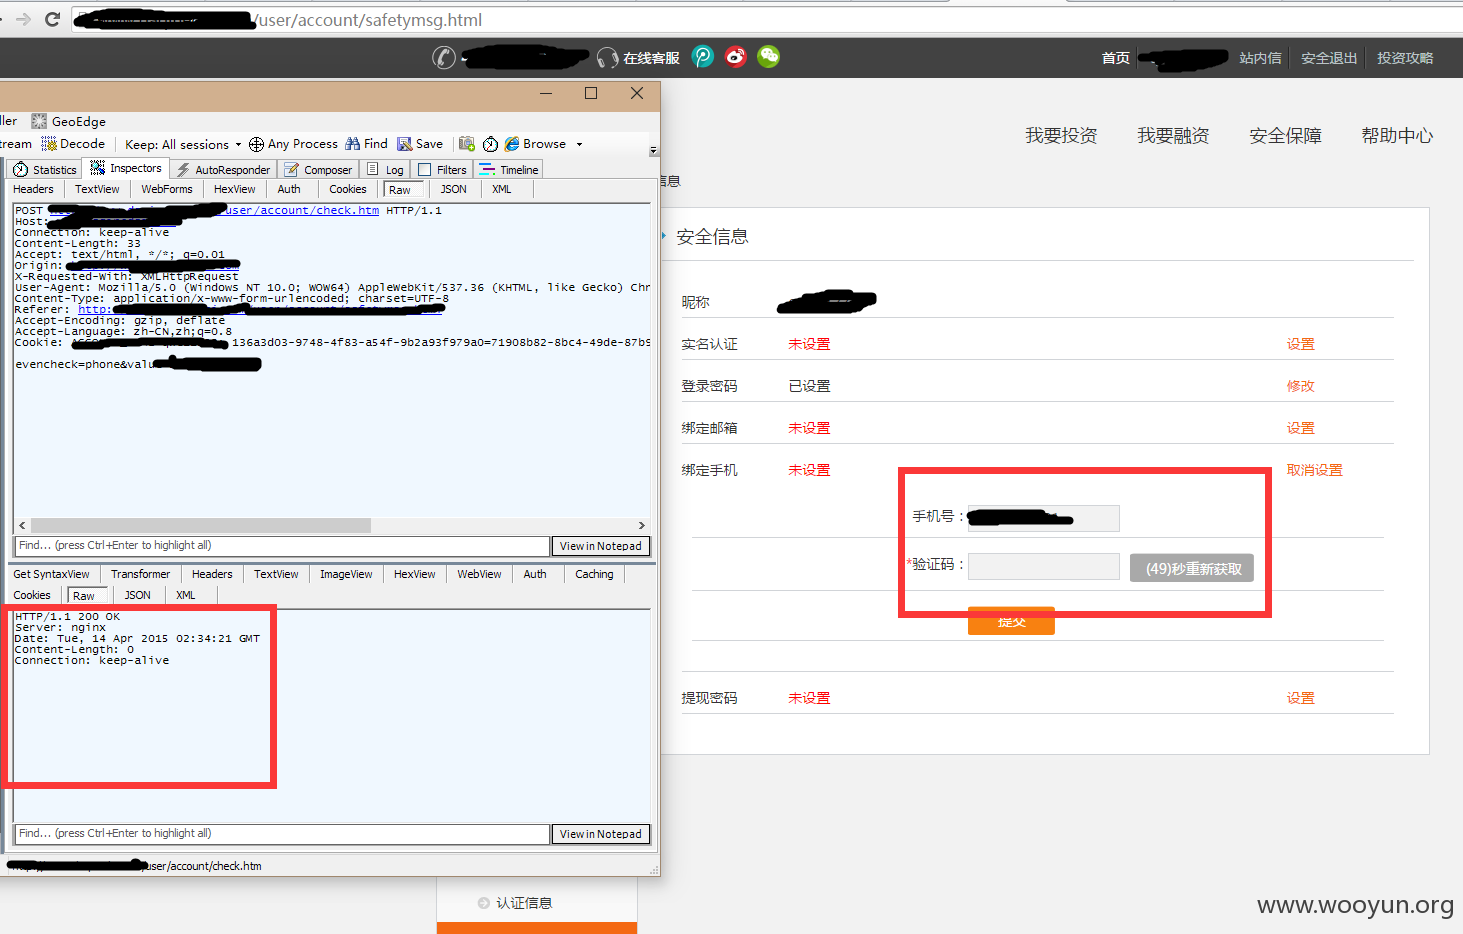 /user/account/safetymsg.html
在线客服
首页
站内信
安全退出
投资攻略
我要投资
我要融资
安全保障
帮助中心
ller
GeoEdge
ream
Decode
Keep: All sessions
Any Process
Find
Save
Browse
Statistics
Inspectors
AutoResponder
Composer
Log
Filters
Timeline
Headers
TextView
WebForms
HexView
Auth
Cookies
Raw
JSON
XML
POST
user/account/check.htm HTTP/1.1
Host:
Connection: keep-alive
Content-Length: 33
Accept: text/html, */*; q=0.01
Origin:
X-Requested-With: XMLHttpRequest
User-Agent: Mozilla/5.0 (Windows NT 10.0; WOW64) AppleWebKit/537.36 (KHTML, like Gecko) Chr
Content-Type: application/x-www-form-urlencoded; charset=UTF-8
Referer: http:
Accept-Encoding: gzip, deflate
Accept-Language: zh-CN,zh;q=0.8
Cookie:
136a3d03-9748-4f83-a54f-9b2a93f979a0=71908b82-8bc4-49de-87b9
evencheck=phone&valu
Find... (press Ctrl+Enter to highlight all)
View in Notepad
Get SyntaxView
Transformer
Headers
TextView
ImageView
HexView
WebView
Auth
Caching
Cookies
Raw
JSON
XML
HTTP/1.1 200 OK
Server: nginx
Date: Tue, 14 Apr 2015 02:34:21 GMT
Content-Length: 0
Connection: keep-alive
Find... (press Ctrl+Enter to highlight all)
View in Notepad
user/account/check.htm
信息
安全信息
昵称
实名认证
未设置
设置
登录密码
已设置
修改
绑定邮箱
未设置
设置
绑定手机
未设置
取消设置
手机号：
*验证码：
(49)秒重新获取
提交
提现密码
未设置
设置
认证信息
www.wooyun.org